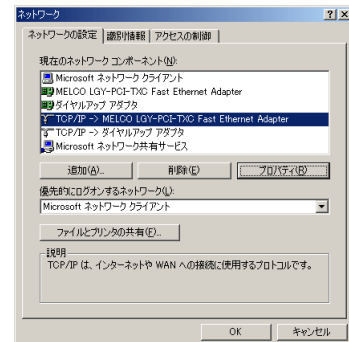 ネットワーク
ネットワークの設定 識別情報 アクセスの制御
現在のネットワーク コンポーネント(N):
Microsoft ネットワーク クライアント
MELCO LGY-PCI-TXC Fast Ethernet Adapter
ダイヤルアップ アダプタ
TCP/IP -> MELCO LGY-PCI-TXC Fast Ethernet Adapter
TCP/IP -> ダイヤルアップ アダプタ
Microsoft ネットワーク共有サービス
追加(A)... 削除(E) プロパティ(R)
優先的にログオンするネットワーク(L):
Microsoft ネットワーク クライアント
ファイルとプリンタの共有(F)...
説明
TCP/IP は、インターネットや WAN への接続に使用するプロトコルです。
OK キャンセル